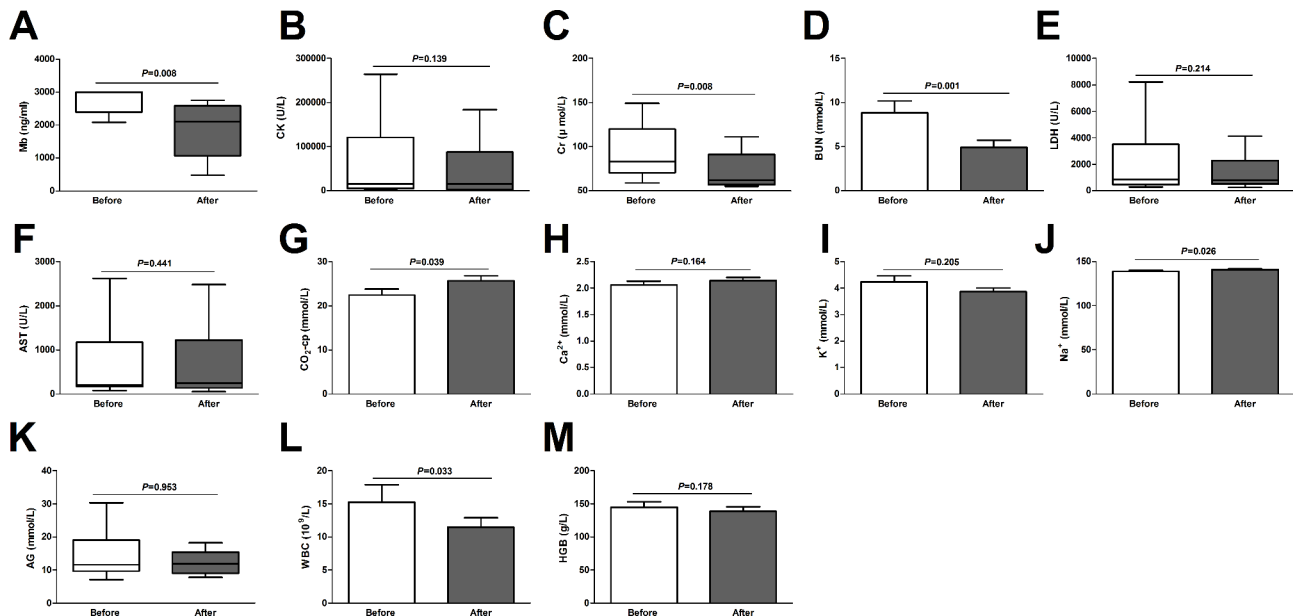 A
Mb (ng/ml)
4000
3000
2000
1000
0
P=0.008
Before After
B
CK (U/L)
300000
200000
100000
0
P=0.139
Before After
C
Cr (μ mol/L)
200
150
100
50
P=0.008
Before After
D
BUN (mmol/L)
15
10
5
0
P=0.001
Before After
E
LDH (U/L)
10000
8000
6000
4000
2000
0
P=0.214
Before After
F
AST (U/L)
3000
2000
1000
0
P=0.441
Before After
G
CO₂-cp (mmol/L)
30
20
10
0
P=0.039
Before After
H
Ca²⁺ (mmol/L)
2.5
2.0
1.5
1.0
0.5
0.0
P=0.164
Before After
I
K⁺ (mmol/L)
5
4
3
2
1
0
P=0.205
Before After
J
Na⁺ (mmol/L)
150
100
50
0
P=0.026
Before After
K
AG (mmol/L)
40
30
20
10
0
P=0.953
Before After
L
WBC (10⁹/L)
20
15
10
5
0
P=0.033
Before After
M
HGB (g/L)
200
150
100
50
0
P=0.178
Before After